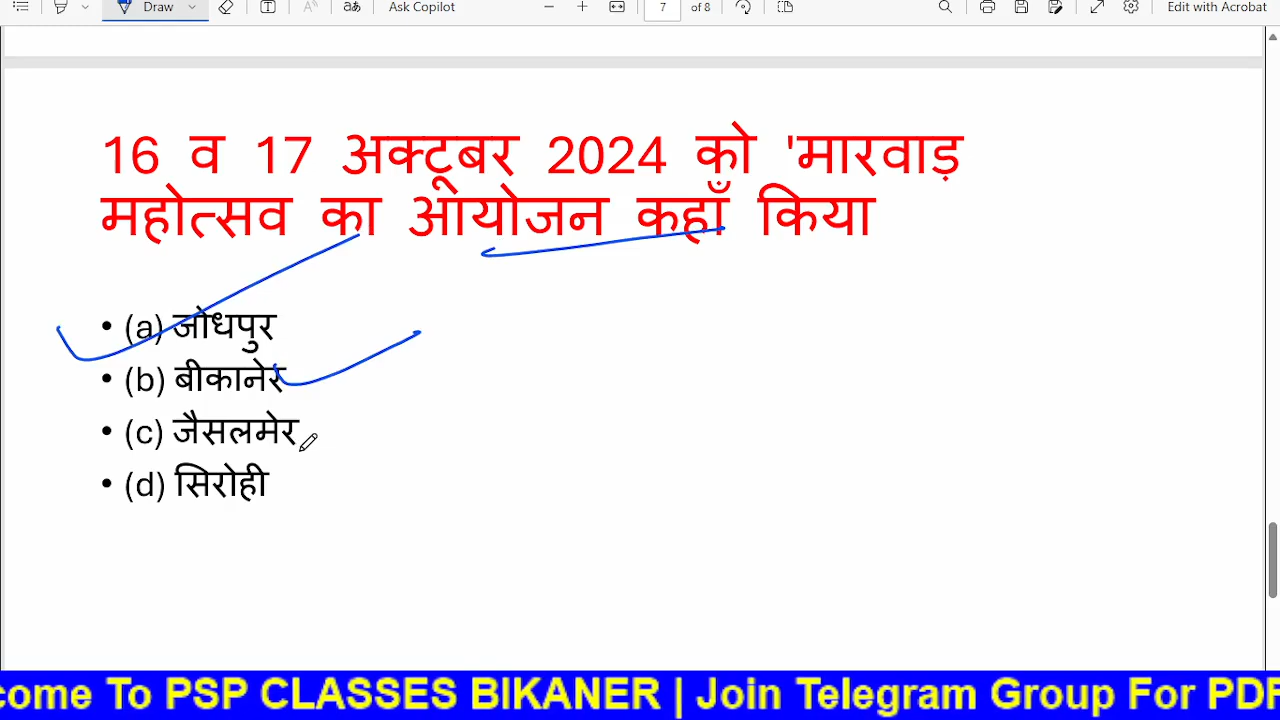 Draw
Ask Copilot
7 of 8
Edit with Acrobat
16 व 17 अक्टूबर 2024 को 'मारवाड़
महोत्सव का आयोजन कहाँ किया
• (a) जोधपुर
• (b) बीकानेर
• (c) जैसलमेर
• (d) सिरोही
come To PSP CLASSES BIKANER | Join Telegram Group For PDF